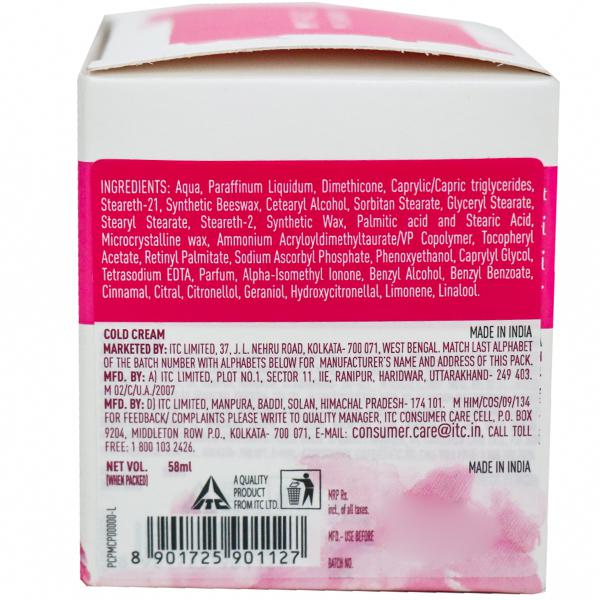 INGREDIENTS: Aqua, Paraffinum Liquidum, Dimethicone, Caprylic/Capric triglycerides,
Steareth-21, Synthetic Beeswax, Cetearyl Alcohol, Sorbitan Stearate, Glyceryl Stearate,
Stearyl Stearate, Steareth-2, Synthetic Wax, Palmitic acid and Stearic Acid,
Microcrystalline wax, Ammonium Acryloyldimethyltaurate/VP Copolymer, Tocopheryl
Acetate, Retinyl Palmitate, Sodium Ascorbyl Phosphate, Phenoxyethanol, Caprylyl Glycol,
Tetrasodium EDTA, Parfum, Alpha-Isomethyl Ionone, Benzyl Alcohol, Benzyl Benzoate,
Cinnamal, Citral, Citronellol, Geraniol, Hydroxycitronellal, Limonene, Linalool.
COLD CREAM MADE IN INDIA
MARKETED BY: ITC LIMITED, 37, J. L. NEHRU ROAD, KOLKATA- 700 071, WEST BENGAL. MATCH LAST ALPHABET
OF THE BATCH NUMBER WITH ALPHABETS BELOW FOR MANUFACTURER'S NAME AND ADDRESS OF THIS PACK.
MFD. BY: A) ITC LIMITED, PLOT NO.1, SECTOR 11, IIE, RANIPUR, HARIDWAR, UTTARAKHAND- 249 403.
M 02/C/U.A./2007
MFD. BY: D) ITC LIMITED, MANPURA, BADDI, SOLAN, HIMACHAL PRADESH- 174 101. M HIM/COS/09/134
FOR FEEDBACK/ COMPLAINTS PLEASE WRITE TO QUALITY MANAGER, ITC CONSUMER CARE CELL, P.O. BOX
9204, MIDDLETON ROW P.O., KOLKATA- 700 071, E-MAIL: consumer.care@itc.in, CALL TOLL
FREE: 1 800 103 2426.
NET VOL. 58ml MADE IN INDIA
(WHEN PACKED)
A QUALITY
PRODUCT
FROM ITC LTD.
MRP Rs.
incl., of all taxes.
MFD.- USE BEFORE
BATCH NO.
PCPMCP00000-L
8 901725 901127